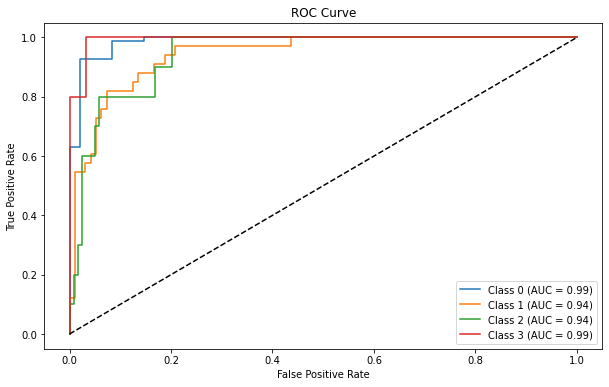 ROC Curve
True Positive Rate
1.0
0.8
0.6
0.4
0.2
0.0
0.0 0.2 0.4 0.6 0.8 1.0
False Positive Rate
Class 0 (AUC = 0.99)
Class 1 (AUC = 0.94)
Class 2 (AUC = 0.94)
Class 3 (AUC = 0.99)